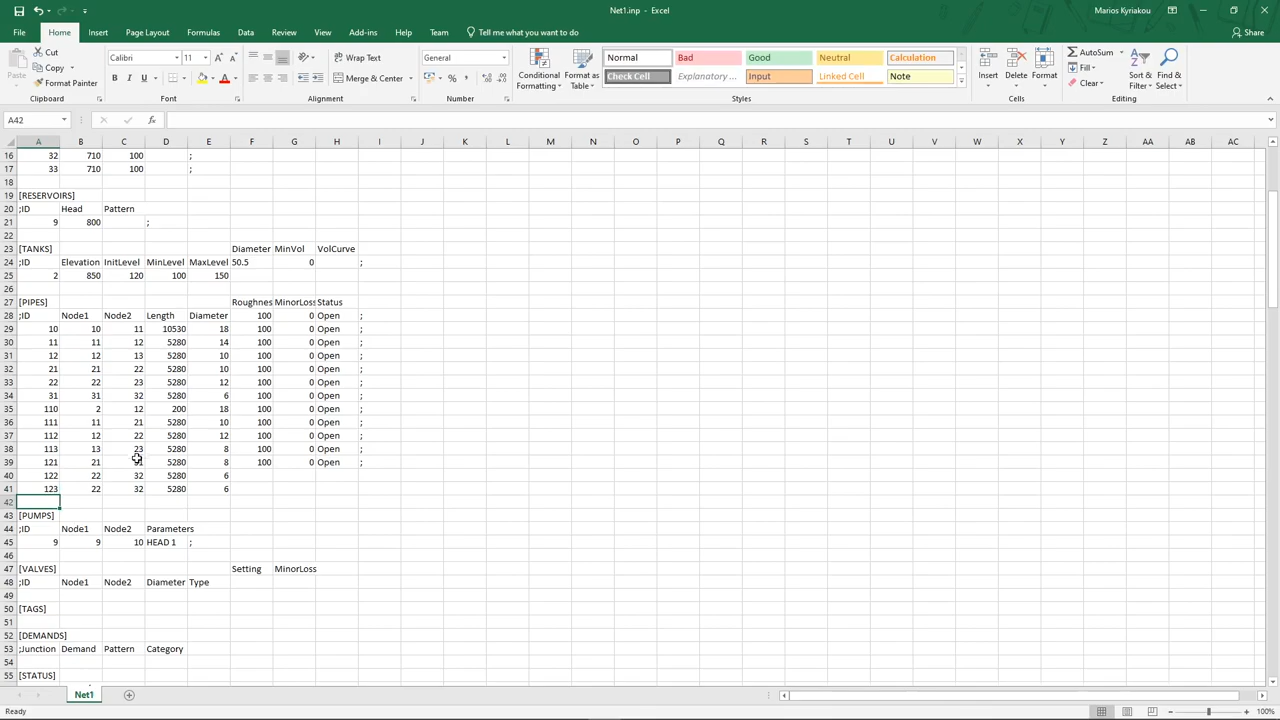 Net1.inp - Excel
Marios Kyriakou
File Home Insert Page Layout Formulas Data Review View Add-ins Help Team Tell me what you want to do Share
Paste
Cut
Copy
Format Painter
Clipboard
Calibri 11
B I U
Font
Wrap Text
Merge & Center
Alignment
General
$ % ,
Number
Conditional Formatting
Format as Table
Normal Bad Good Neutral Calculation
Check Cell Explanatory ... Input Linked Cell Note
Styles
Insert Delete Format
Cells
AutoSum
Fill
Clear
Sort & Filter
Find & Select
Editing
A42 fx
A B C D E F G H I J K L M N O P Q R S T U V W X Y Z AA AB AC
16 32 710 100 ;
17 33 710 100 ;
18
19 [RESERVOIRS]
20 ;ID Head Pattern
21 9 800 ;
22
23 [TANKS] Diameter MinVol VolCurve
24 ;ID Elevation InitLevel MinLevel MaxLevel 50.5 0 ;
25 2 850 120 100 150
26
27 [PIPES] Roughnes MinorLoss Status
28 ;ID Node1 Node2 Length Diameter 100 0 Open ;
29 10 10 11 10530 18 100 0 Open ;
30 11 11 12 5280 14 100 0 Open ;
31 12 12 13 5280 10 100 0 Open ;
32 21 21 22 5280 10 100 0 Open ;
33 22 22 23 5280 12 100 0 Open ;
34 31 31 32 5280 6 100 0 Open ;
35 110 2 12 200 18 100 0 Open ;
36 111 11 21 5280 10 100 0 Open ;
37 112 12 22 5280 12 100 0 Open ;
38 113 13 23 5280 8 100 0 Open ;
39 121 21 31 5280 8 100 0 Open ;
40 122 22 32 5280 6
41 123 22 32 5280 6
42
43 [PUMPS]
44 ;ID Node1 Node2 Parameters
45 9 9 10 HEAD 1 ;
46
47 [VALVES] Setting MinorLoss
48 ;ID Node1 Node2 Diameter Type
49
50 [TAGS]
51
52 [DEMANDS]
53 ;Junction Demand Pattern Category
54
55 [STATUS]
Net1
Ready
100%